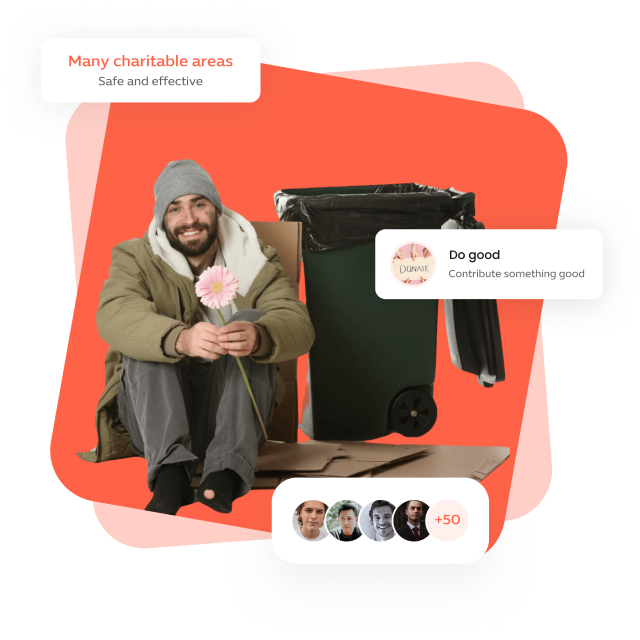 Many charitable areas
Safe and effective
Do good
DONATE
Contribute something good
+50